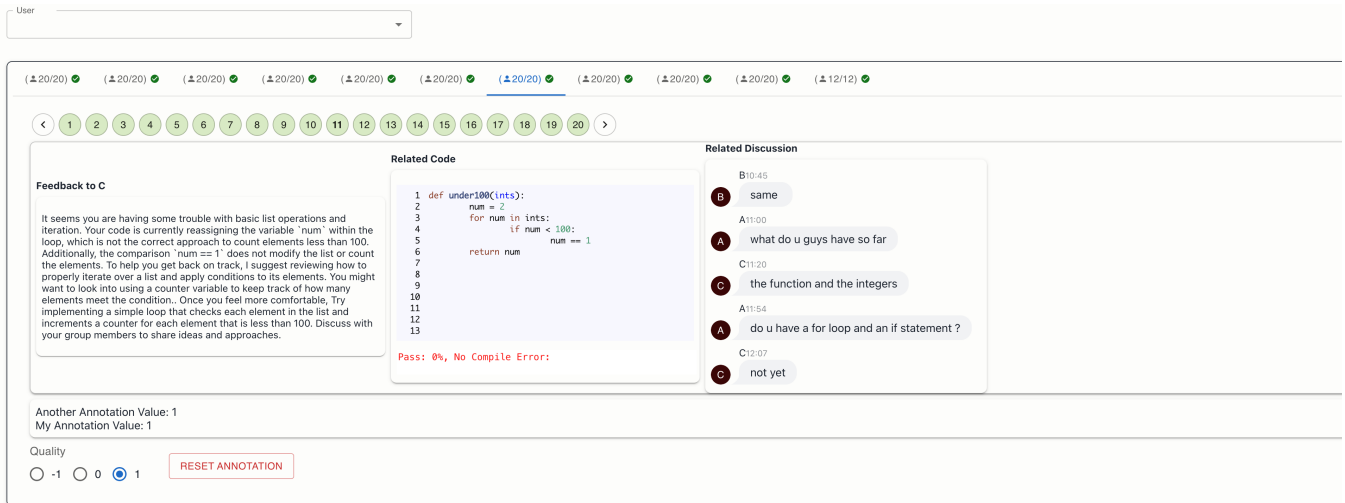 User
(20/20) (20/20) (20/20) (20/20) (20/20) (20/20) (20/20) (20/20) (20/20) (20/20) (12/12)
1 2 3 4 5 6 7 8 9 10 11 12 13 14 15 16 17 18 19 20
Feedback to C
It seems you are having some trouble with basic list operations and
iteration. Your code is currently reassigning the variable `num` within the
loop, which is not the correct approach to count elements less than 100.
Additionally, the comparison `num == 1` does not modify the list or count
the elements. To help you get back on track, I suggest reviewing how to
properly iterate over a list and apply conditions to its elements. You might
want to look into using a counter variable to keep track of how many
elements meet the condition.. Once you feel more comfortable, Try
implementing a simple loop that checks each element in the list and
increments a counter for each element that is less than 100. Discuss with
your group members to share ideas and approaches.
Related Code
1 def under100(ints):
2 num = 2
3 for num in ints:
4 if num < 100:
5 num == 1
6 return num
7
8
9
10
11
12
13
Pass: 0%, No Compile Error:
Related Discussion
B10:45
B same
A11:00
A what do u guys have so far
C11:20
C the function and the integers
A11:54
A do u have a for loop and an if statement ?
C12:07
C not yet
Another Annotation Value: 1
My Annotation Value: 1
Quality
-1 0 1 RESET ANNOTATION